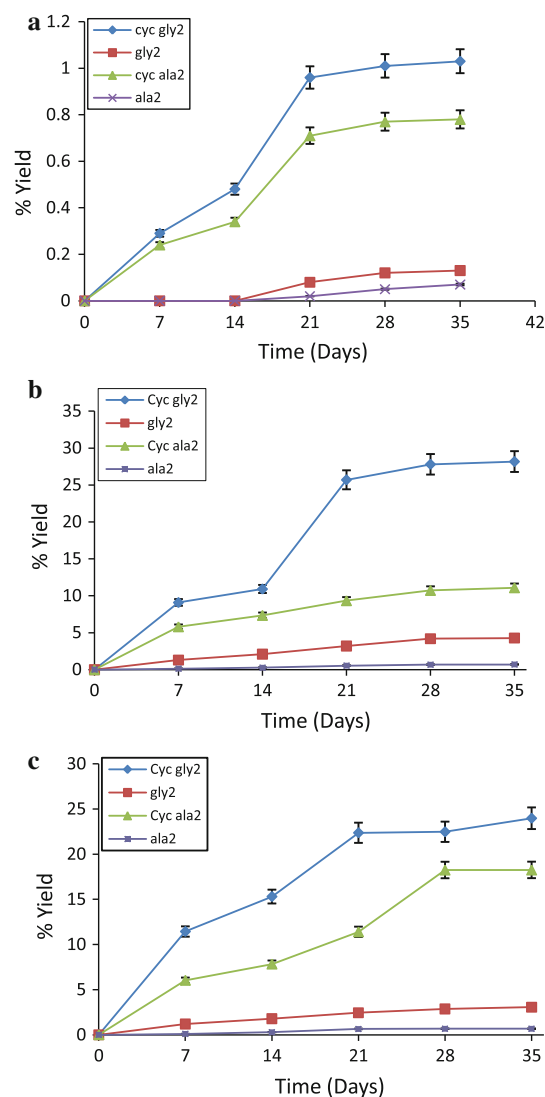 a
cyc gly2
gly2
cyc ala2
ala2
1.2
1
0.8
0.6
0.4
0.2
0
% Yield
0 7 14 21 28 35 42
Time (Days)
b
Cyc gly2
gly2
Cyc ala2
ala2
35
30
25
20
15
10
5
0
% Yield
0 7 14 21 28 35
Time (Days)
c
Cyc gly2
gly2
Cyc ala2
ala2
30
25
20
15
10
5
0
% Yield
0 7 14 21 28 35
Time (Days)